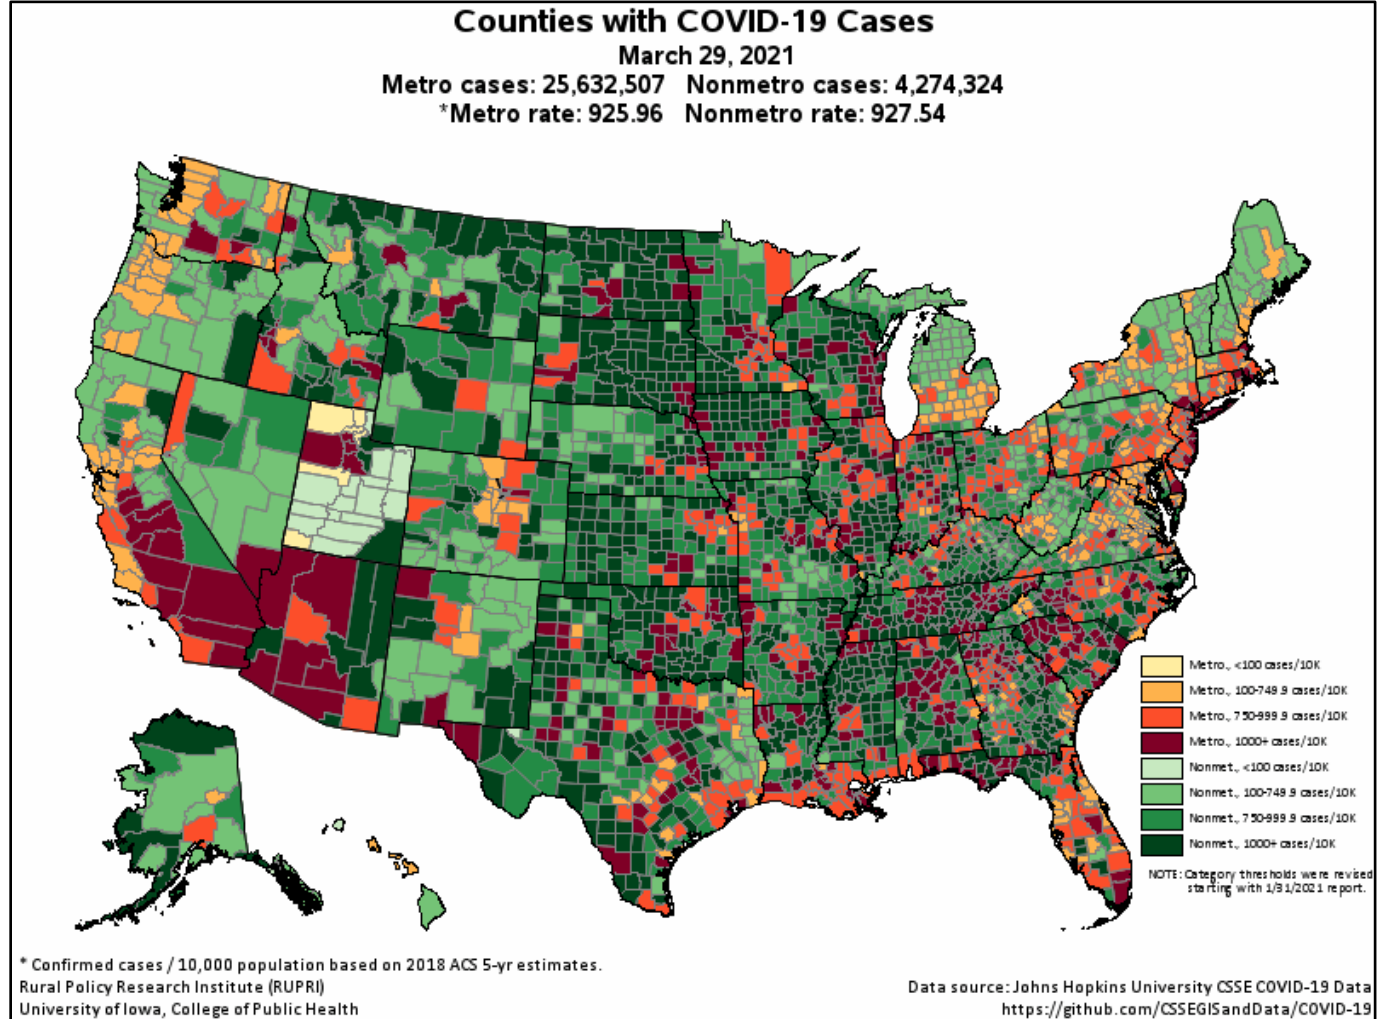 Counties with COVID-19 Cases
March 29, 2021
Metro cases: 25,632,507 Nonmetro cases: 4,274,324
*Metro rate: 925.96 Nonmetro rate: 927.54
Metro., <100 cases/10K
Metro., 100-749.9 cases/10K
Metro., 750-999.9 cases/10K
Metro., 1000+ cases/10K
Nonmet., <100 cases/10K
Nonmet., 100-749.9 cases/10K
Nonmet., 750-999.9 cases/10K
Nonmet., 1000+ cases/10K
NOTE: Category thresholds were revised
starting with 1/31/2021 report.
* Confirmed cases / 10,000 population based on 2018 ACS 5-yr estimates.
Rural Policy Research Institute (RUPRI)
University of Iowa, College of Public Health
Data source: Johns Hopkins University CSSE COVID-19 Data
https://github.com/CSSEGISandData/COVID-19